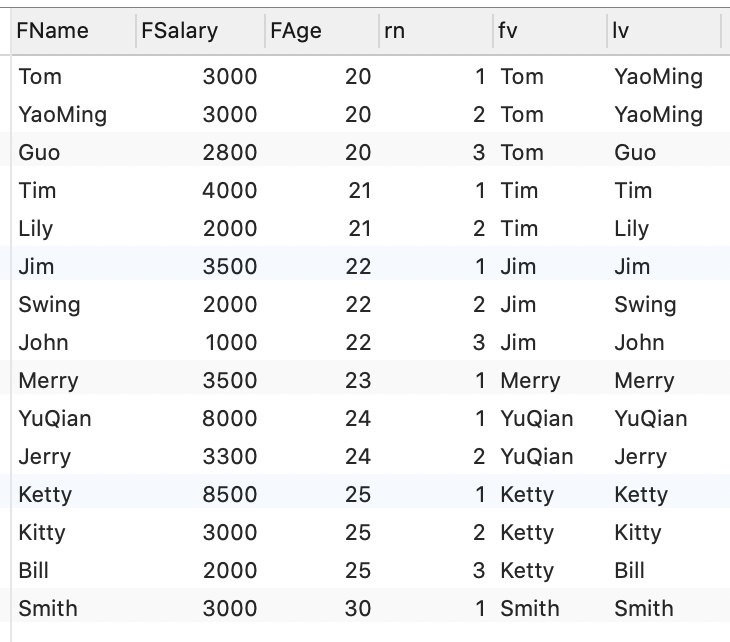 FName FSalary FAge rn fv lv
Tom 3000 20 1 Tom YaoMing
YaoMing 3000 20 2 Tom YaoMing
Guo 2800 20 3 Tom Guo
Tim 4000 21 1 Tim Tim
Lily 2000 21 2 Tim Lily
Jim 3500 22 1 Jim Jim
Swing 2000 22 2 Jim Swing
John 1000 22 3 Jim John
Merry 3500 23 1 Merry Merry
YuQian 8000 24 1 YuQian YuQian
Jerry 3300 24 2 YuQian Jerry
Ketty 8500 25 1 Ketty Ketty
Kitty 3000 25 2 Ketty Kitty
Bill 2000 25 3 Ketty Bill
Smith 3000 30 1 Smith Smith